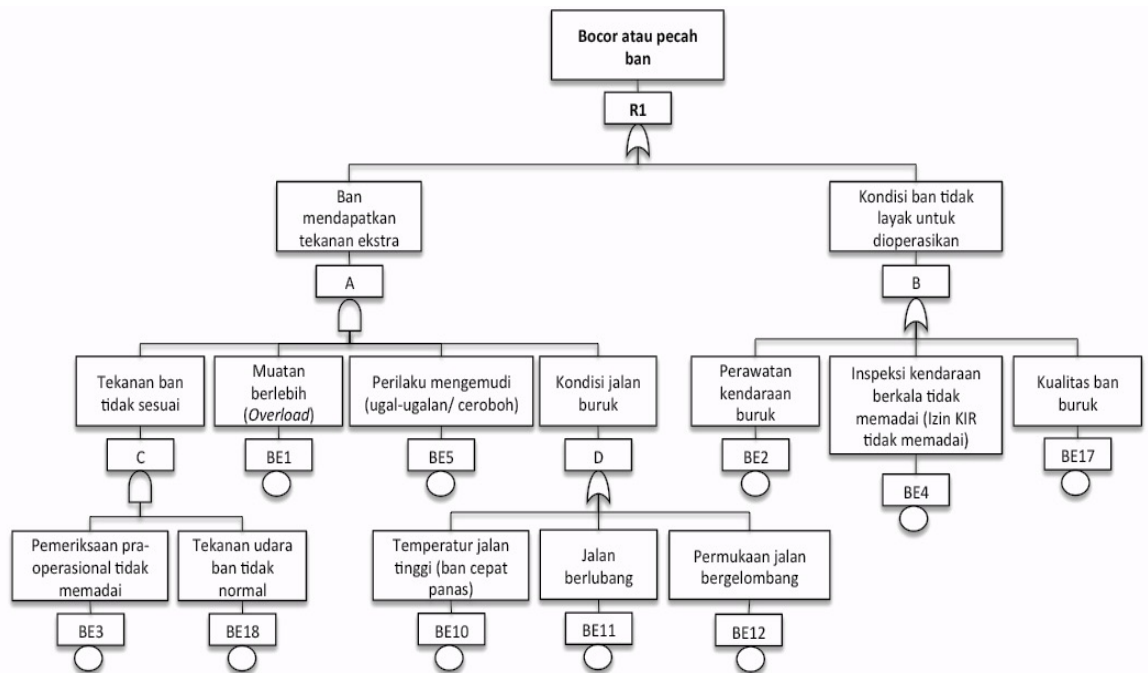 Bocor atau pecah
ban
R1
Ban
mendapatkan
tekanan ekstra
A
Kondisi ban tidak
layak untuk
dioperasikan
B
Tekanan ban
tidak sesuai
C
Muatan
berlebih
(Overload)
BE1
Perilaku mengemudi
(ugal-ugalan/ ceroboh)
BE5
Kondisi jalan
buruk
D
Perawatan
kendaraan
buruk
BE2
Inspeksi kendaraan
berkala tidak
memadai (Izin KIR
tidak memadai)
BE4
Kualitas ban
buruk
BE17
Pemeriksaan pra-
operasional tidak
memadai
BE3
Tekanan udara
ban tidak
normal
BE18
Temperatur jalan
tinggi (ban cepat
panas)
BE10
Jalan
berlubang
BE11
Permukaan jalan
bergelombang
BE12